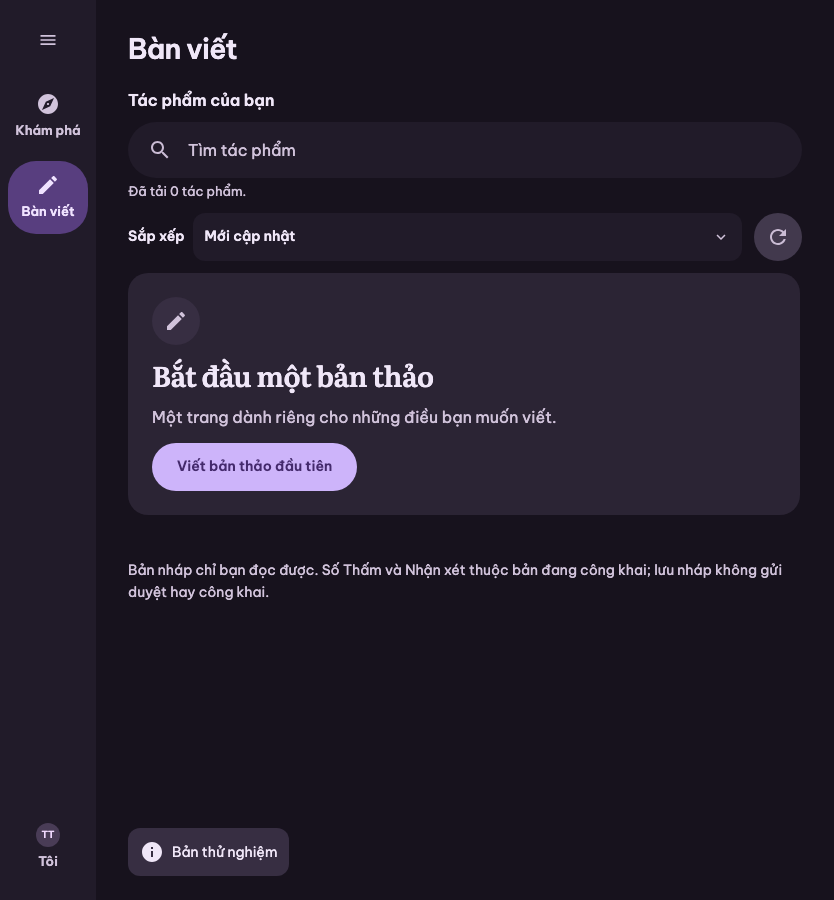 Bàn viết
Tác phẩm của bạn
Khám phá
Tìm tác phẩm
Đã tải 0 tác phẩm.
Bàn viết
Sắp xếp
Mới cập nhật
Bắt đầu một bản thảo
Một trang dành riêng cho những điều bạn muốn viết.
Viết bản thảo đầu tiên
Bản nháp chỉ bạn đọc được. Số Thấm và Nhận xét thuộc bản đang công khai; lưu nháp không gửi
duyệt hay công khai.
TT
Tôi
Bản thử nghiệm